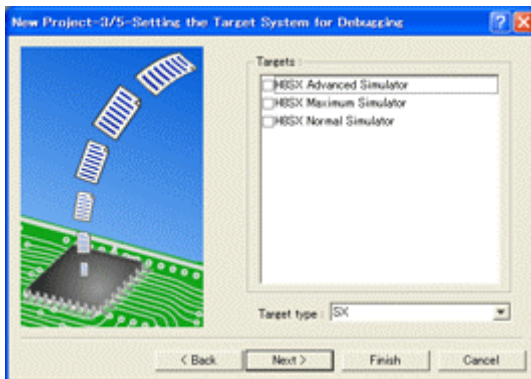 New Project-3/5-Setting the Target System for Debugging
Targets :
H8SX Advanced Simulator
H8SX Maximum Simulator
H8SX Normal Simulator
Target type : SX
< Back
Next >
Finish
Cancel